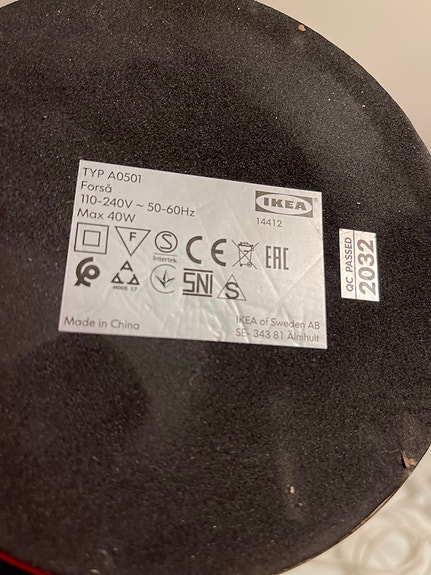 TYP A0501
Forså
110-240V ~ 50-60Hz
Max 40W
IKEA
14412
F
S
Intertek
CE
EAC
A
SNI
S
Made in China
IKEA of Sweden AB
SE- 343 81 Älmhult
QC PASSED
2032